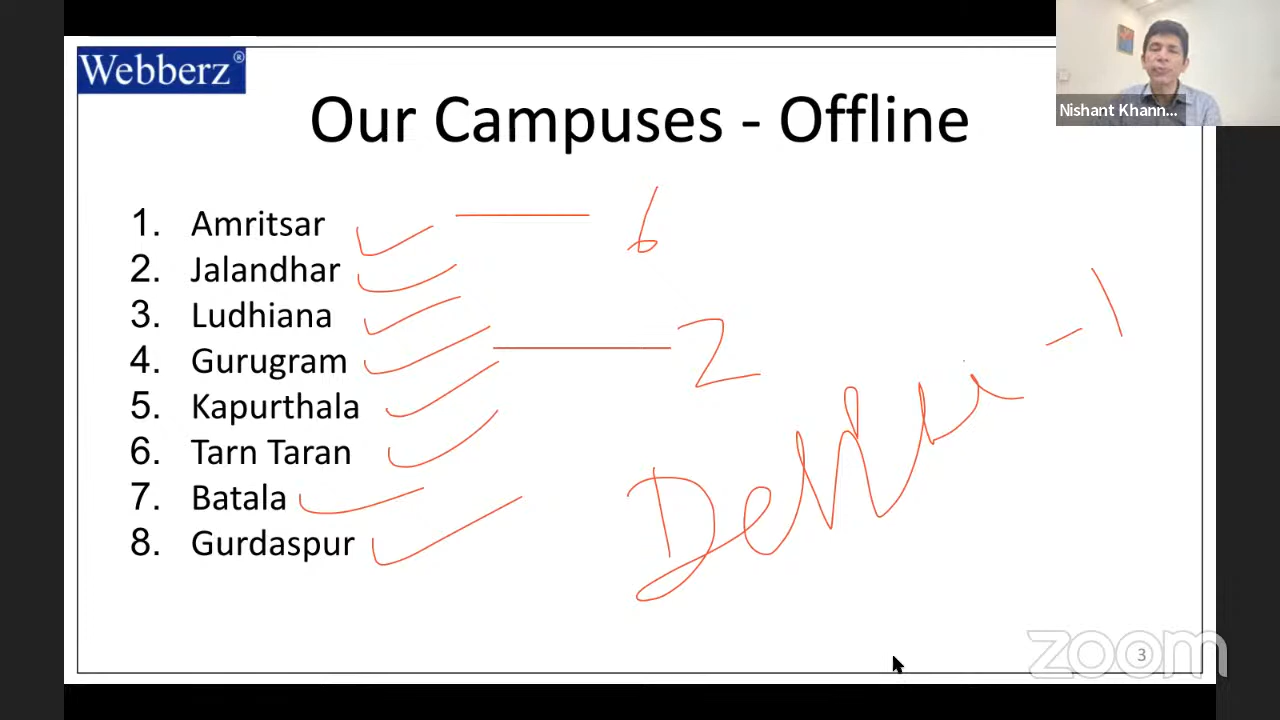 Webberz®
Nishant Khann...
Our Campuses - Offline
1. Amritsar 6
2. Jalandhar
3. Ludhiana
4. Gurugram 2
5. Kapurthala
6. Tarn Taran
7. Batala
8. Gurdaspur
-1
zoom
3